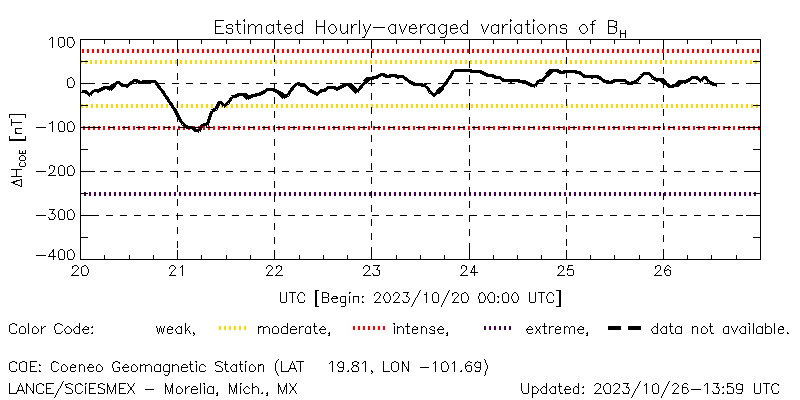 Estimated Hourly-averaged variations of B_H
100
0
-100
-200
-300
-400
ΔH_COE [nT]
20 21 22 23 24 25 26
UTC [Begin: 2023/10/20 00:00 UTC]
Color Code: weak, moderate, intense, extreme, data not available.
COE: Coeneo Geomagnetic Station (LAT 19.81, LON -101.69)
LANCE/SCiESMEX - Morelia, Mich., MX Updated: 2023/10/26-13:59 UTC